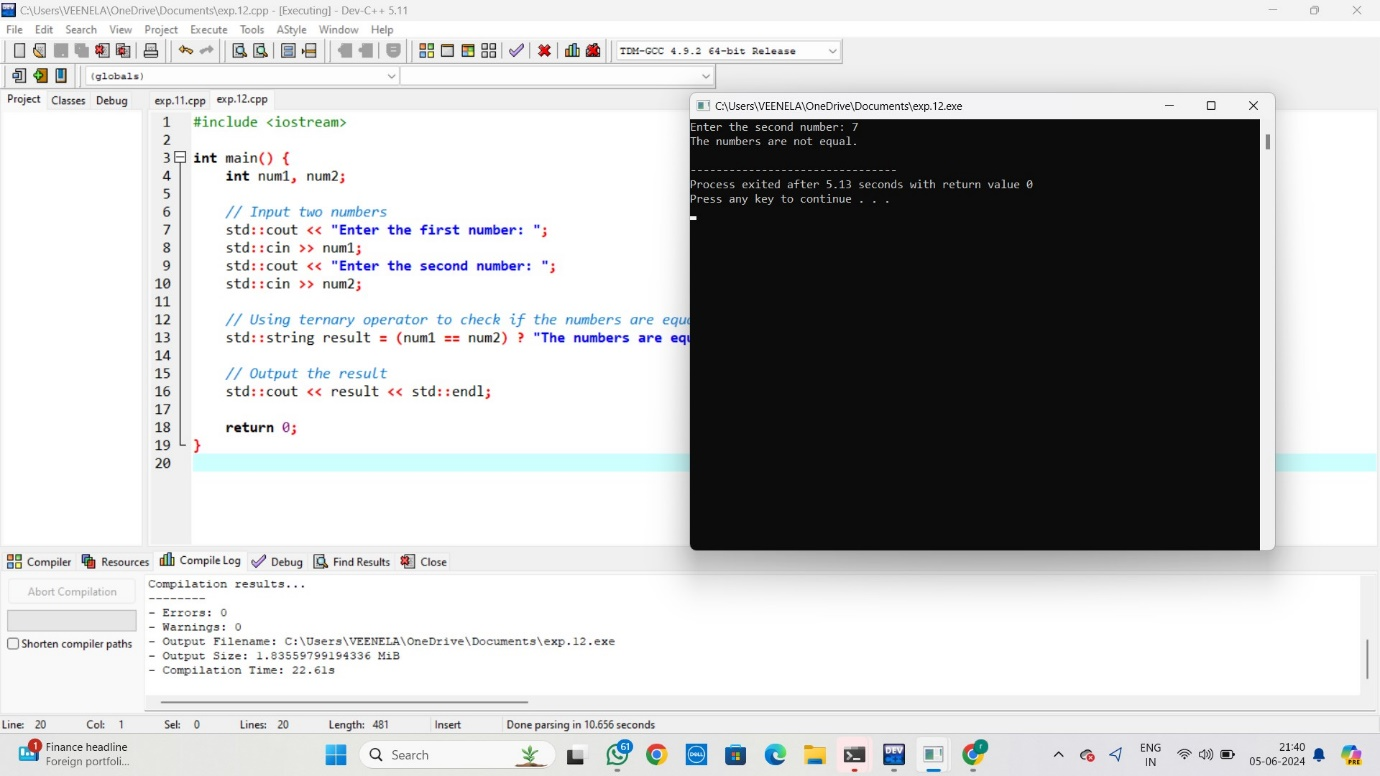 C:\Users\VEENELA\OneDrive\Documents\exp.12.cpp - [Executing] - Dev-C++ 5.11
File Edit Search View Project Execute Tools AStyle Window Help
TDM-GCC 4.9.2 64-bit Release
(globals)
Project Classes Debug
exp.11.cpp exp.12.cpp
1 #include <iostream>
2
3 int main() {
4 int num1, num2;
5
6 // Input two numbers
7 std::cout << "Enter the first number: ";
8 std::cin >> num1;
9 std::cout << "Enter the second number: ";
10 std::cin >> num2;
11
12 // Using ternary operator to check if the numbers are equa
13 std::string result = (num1 == num2) ? "The numbers are equ
14
15 // Output the result
16 std::cout << result << std::endl;
17
18 return 0;
19 }
20
C:\Users\VEENELA\OneDrive\Documents\exp.12.exe
Enter the second number: 7
The numbers are not equal.
--------------------------------
Process exited after 5.13 seconds with return value 0
Press any key to continue . . .
Compiler Resources Compile Log Debug Find Results Close
Abort Compilation
Shorten compiler paths
Compilation results...
--------
- Errors: 0
- Warnings: 0
- Output Filename: C:\Users\VEENELA\OneDrive\Documents\exp.12.exe
- Output Size: 1.83559799194336 MiB
- Compilation Time: 22.61s
Line: 20 Col: 1 Sel: 0 Lines: 20 Length: 481 Insert Done parsing in 10.656 seconds
1
Finance headline
Foreign portfoli...
Search
61
DELL
DEV
ENG
IN
21:40
05-06-2024
PRE